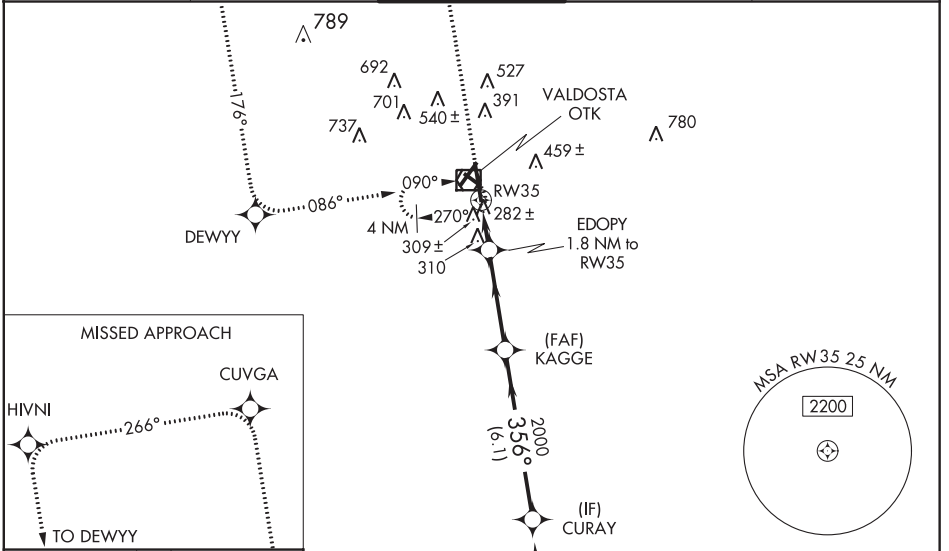 789
692
527
701
391
540 ±
737
VALDOSTA
OTK
780
459 ±
176°
090°
RW35
086°
270°
282 ±
DEWYY
4 NM
309 ±
310
EDOPY
1.8 NM to
RW35
MISSED APPROACH
(FAF)
KAGGE
CUVGA
HIVNI
266°
MSA RW 35 25 NM
2200
2000
356°
(6.1)
(IF)
CURAY
TO DEWYY